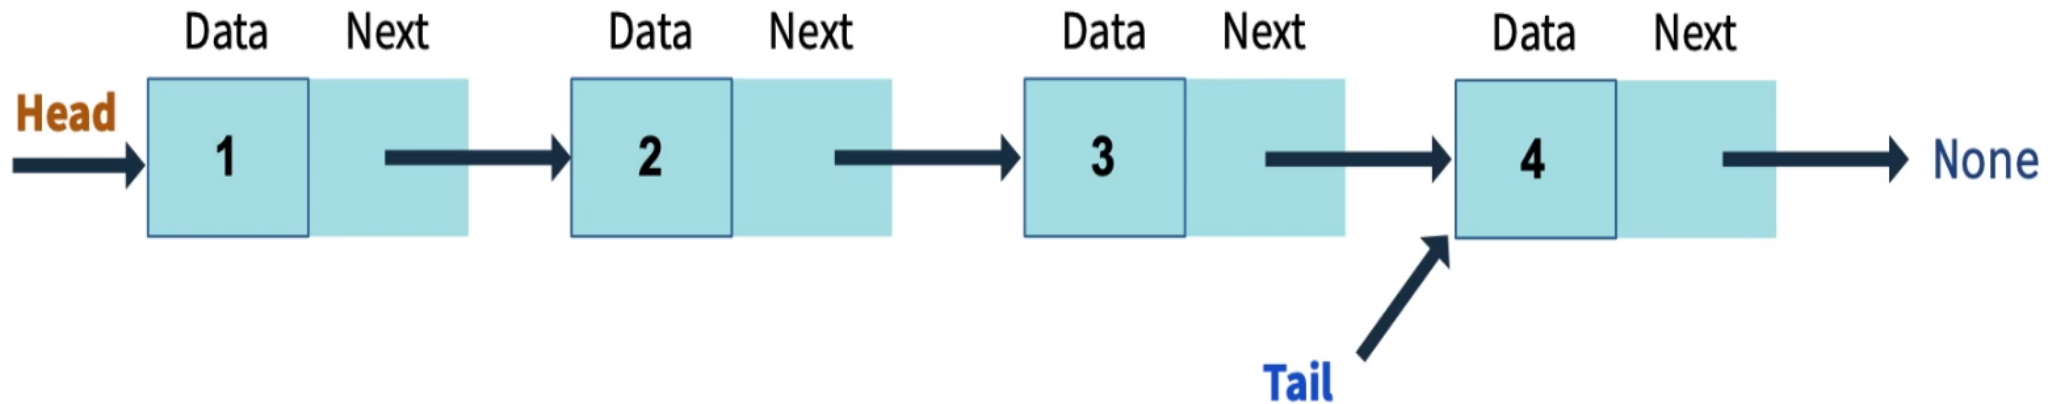 Data Next Data Next Data Next Data Next
Head
1 2 3 4 None
Tail